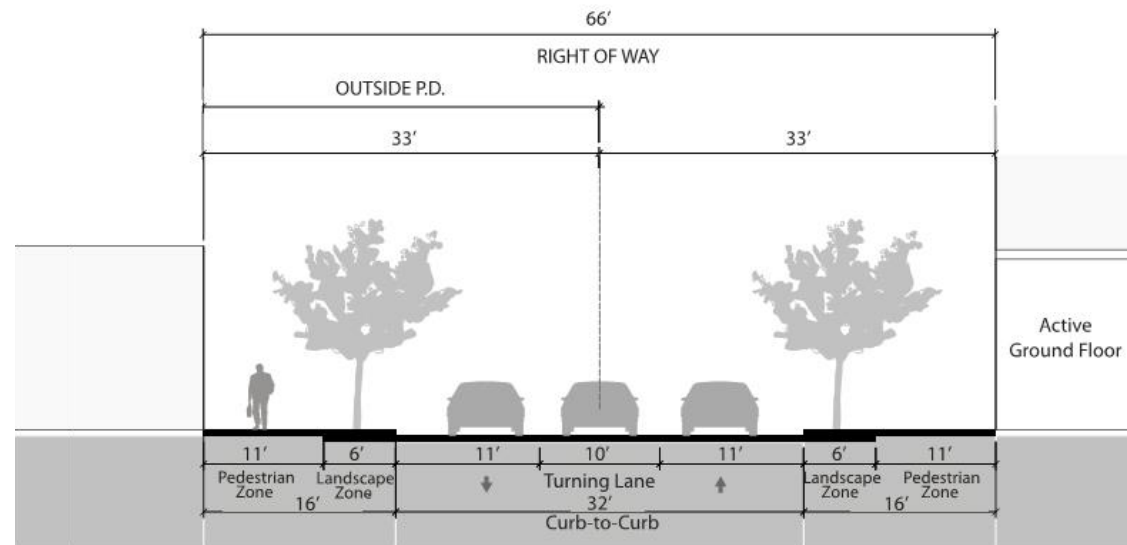 66’
RIGHT OF WAY
OUTSIDE P.D.
33’
33’
Active
Ground Floor
11’
6’
11’
10’
11’
6’
11’
Pedestrian
Zone
Landscape
Zone
Turning Lane
Landscape
Zone
Pedestrian
Zone
16’
32’
16’
Curb-to-Curb